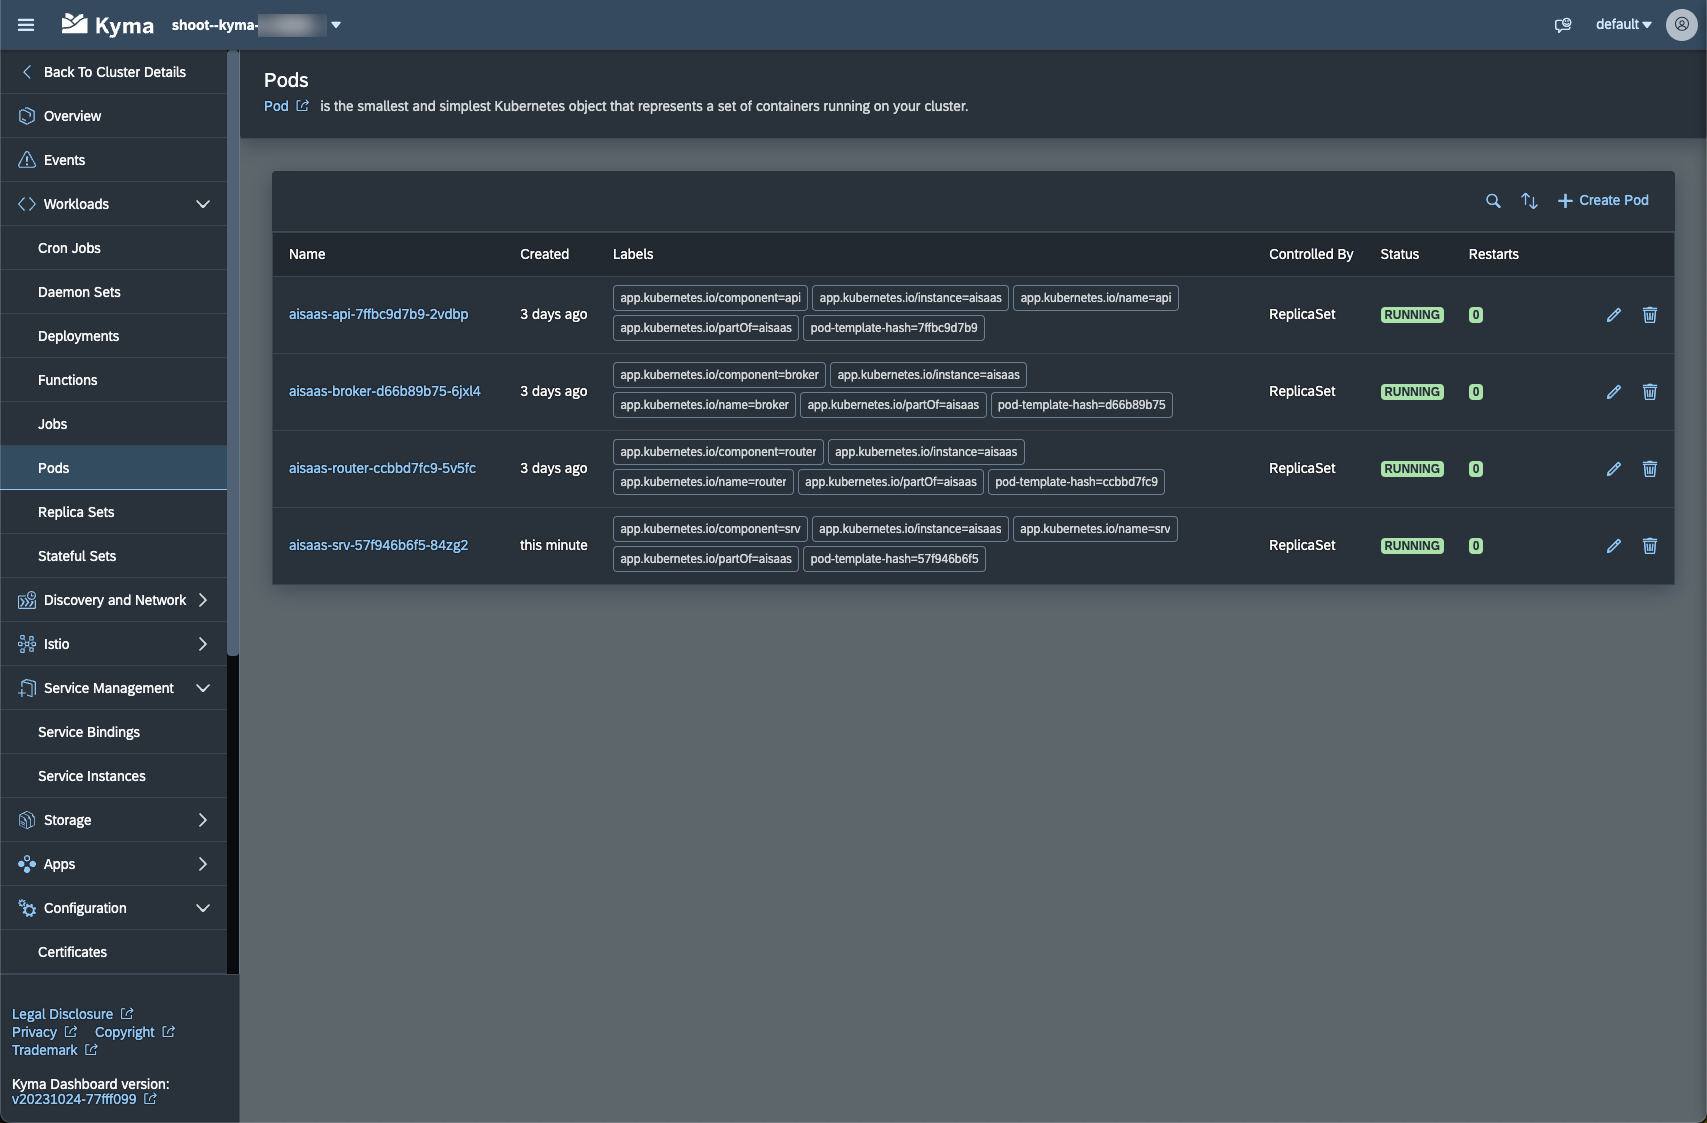 Kyma shoot--kyma- default
Back To Cluster Details
Overview
Events
Workloads
Cron Jobs
Daemon Sets
Deployments
Functions
Jobs
Pods
Replica Sets
Stateful Sets
Discovery and Network
Istio
Service Management
Service Bindings
Service Instances
Storage
Apps
Configuration
Certificates
Legal Disclosure
Privacy Copyright
Trademark
Kyma Dashboard version:
v20231024-77fff099
Pods
Pod is the smallest and simplest Kubernetes object that represents a set of containers running on your cluster.
Create Pod
Name Created Labels Controlled By Status Restarts
aisaas-api-7ffbc9d7b9-2vdbp 3 days ago app.kubernetes.io/component=api app.kubernetes.io/instance=aisaas app.kubernetes.io/name=api ReplicaSet RUNNING 0
app.kubernetes.io/partOf=aisaas pod-template-hash=7ffbc9d7b9
aisaas-broker-d66b89b75-6jxl4 3 days ago app.kubernetes.io/component=broker app.kubernetes.io/instance=aisaas ReplicaSet RUNNING 0
app.kubernetes.io/name=broker app.kubernetes.io/partOf=aisaas pod-template-hash=d66b89b75
aisaas-router-ccbbd7fc9-5v5fc 3 days ago app.kubernetes.io/component=router app.kubernetes.io/instance=aisaas ReplicaSet RUNNING 0
app.kubernetes.io/name=router app.kubernetes.io/partOf=aisaas pod-template-hash=ccbbd7fc9
aisaas-srv-57f946b6f5-84zg2 this minute app.kubernetes.io/component=srv app.kubernetes.io/instance=aisaas app.kubernetes.io/name=srv ReplicaSet RUNNING 0
app.kubernetes.io/partOf=aisaas pod-template-hash=57f946b6f5